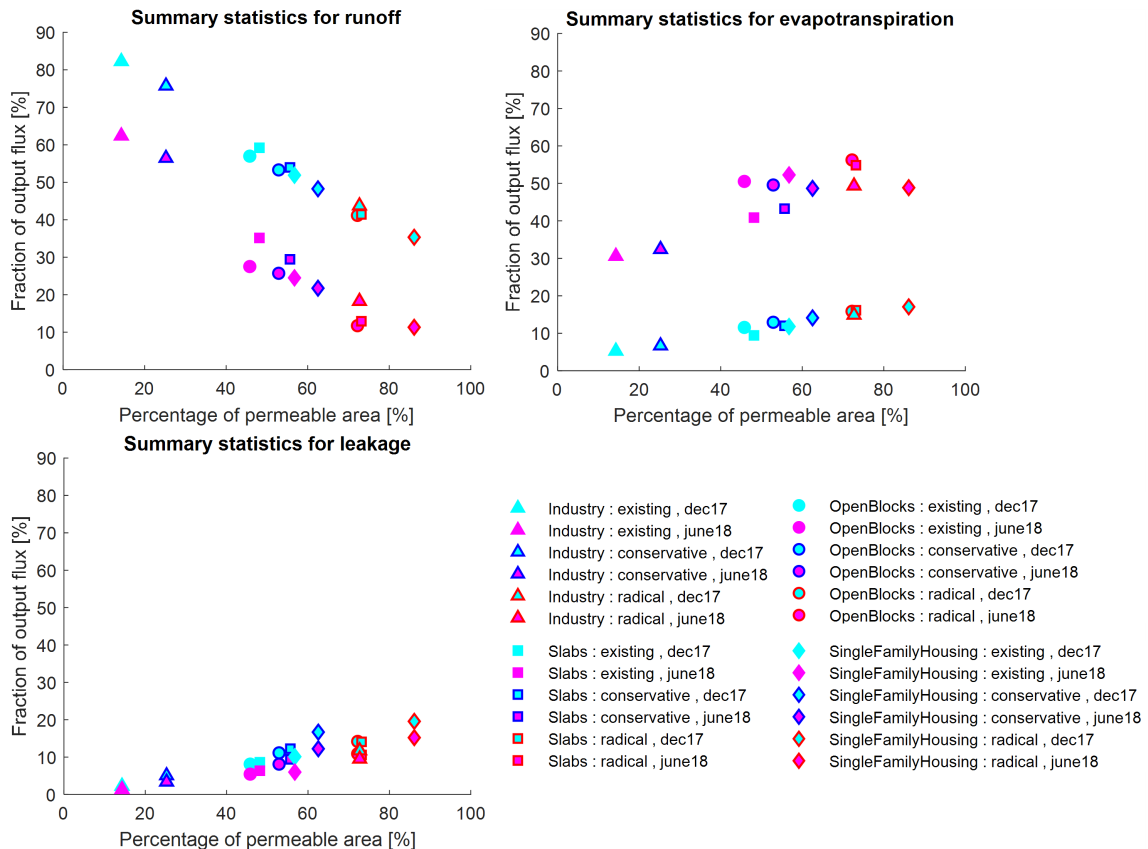 Summary statistics for runoff
Fraction of output flux [%]
90
80
70
60
50
40
30
20
10
0
0 20 40 60 80 100
Percentage of permeable area [%]
Summary statistics for evapotranspiration
Fraction of output flux [%]
90
80
70
60
50
40
30
20
10
0
0 20 40 60 80 100
Percentage of permeable area [%]
Summary statistics for leakage
Fraction of output flux [%]
90
80
70
60
50
40
30
20
10
0
0 20 40 60 80 100
Percentage of permeable area [%]
Industry : existing , dec17
Industry : existing , june18
Industry : conservative , dec17
Industry : conservative , june18
Industry : radical , dec17
Industry : radical , june18
Slabs : existing , dec17
Slabs : existing , june18
Slabs : conservative , dec17
Slabs : conservative , june18
Slabs : radical , dec17
Slabs : radical , june18
OpenBlocks : existing , dec17
OpenBlocks : existing , june18
OpenBlocks : conservative , dec17
OpenBlocks : conservative , june18
OpenBlocks : radical , dec17
OpenBlocks : radical , june18
SingleFamilyHousing : existing , dec17
SingleFamilyHousing : existing , june18
SingleFamilyHousing : conservative , dec17
SingleFamilyHousing : conservative , june18
SingleFamilyHousing : radical , dec17
SingleFamilyHousing : radical , june18